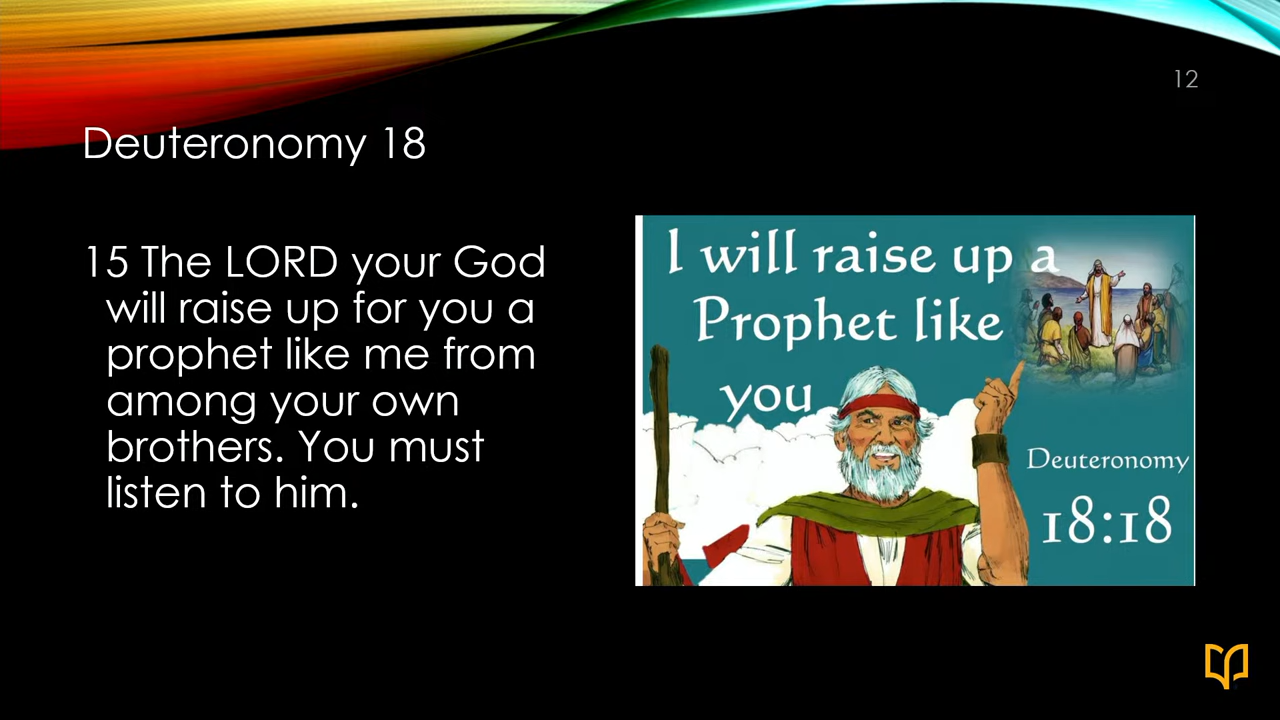 12
Deuteronomy 18
15 The LORD your God
will raise up for you a
prophet like me from
among your own
brothers. You must
listen to him.
I will raise up a
Prophet like
you
Deuteronomy
18:18